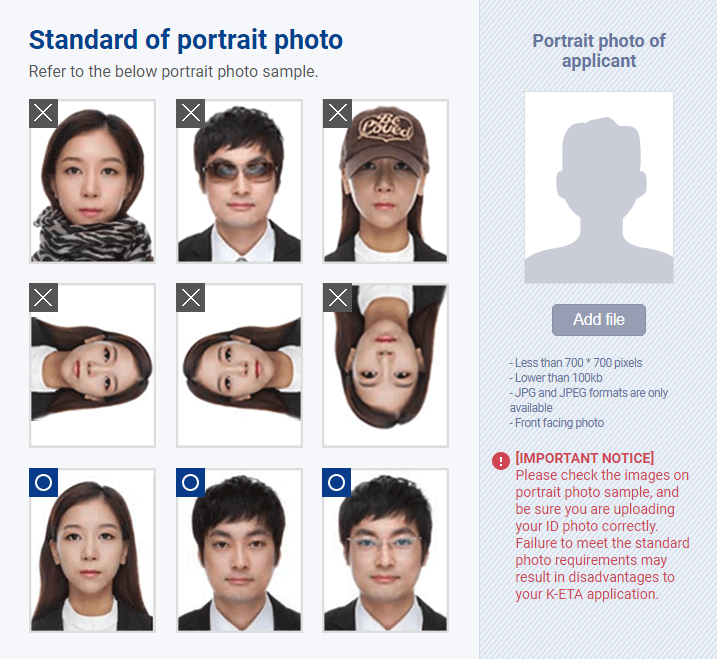 Standard of portrait photo
Refer to the below portrait photo sample.
Be
Loved
Portrait photo of
applicant
Add file
- Less than 700 * 700 pixels
- Lower than 100kb
- JPG and JPEG formats are only
available
- Front facing photo
[IMPORTANT NOTICE]
Please check the images on
portrait photo sample, and
be sure you are uploading
your ID photo correctly.
Failure to meet the standard
photo requirements may
result in disadvantages to
your K-ETA application.